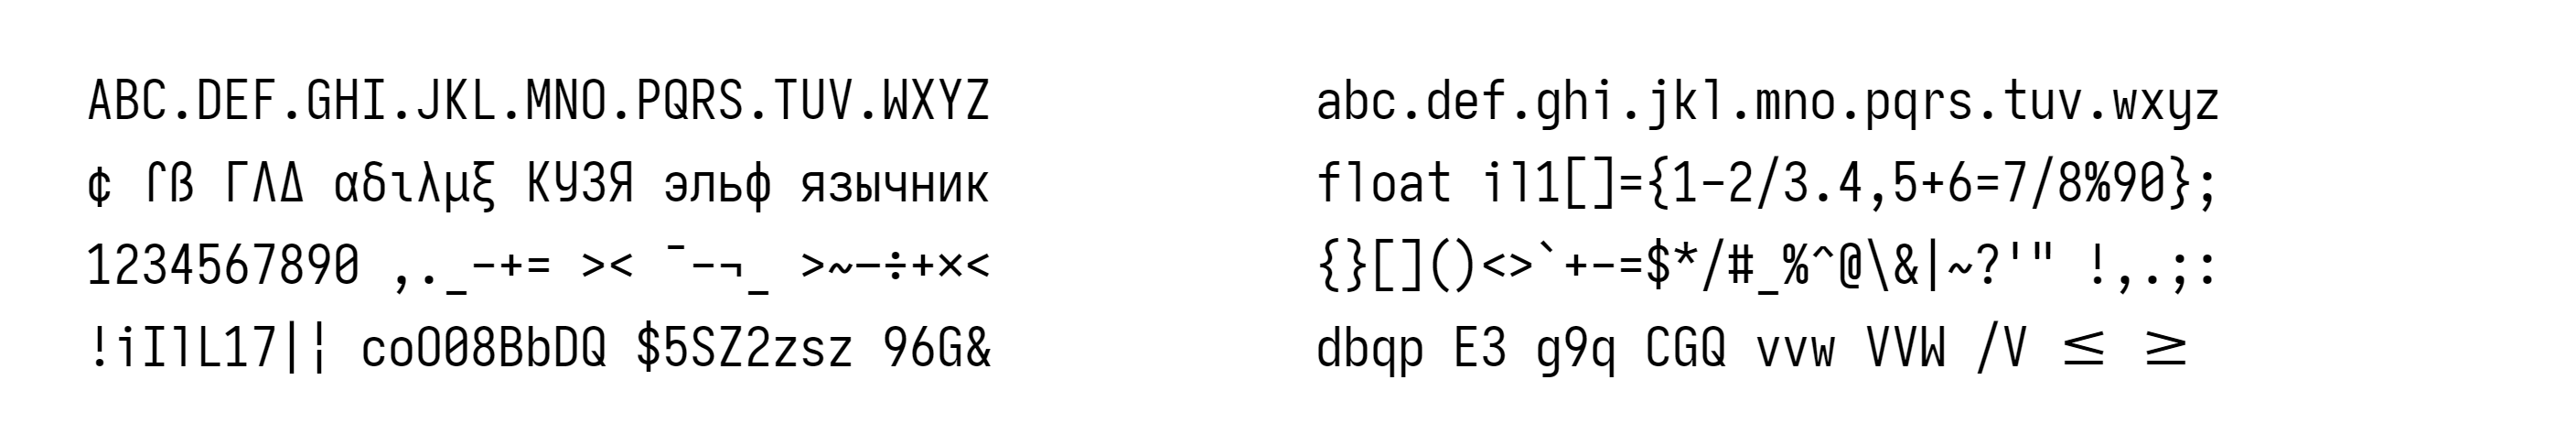 ABC.DEF.GHI.JKL.MNO.PQRS.TUV.WXYZ
¢ ſß ΓΛΔ αδιλμξ КУЗЯ эльф язычник
1234567890 ,._-+= >< ¯-¬_ >~–÷+×<
!iIlL17|¦ coO08BbDQ $5SZ2zsz 96G&
abc.def.ghi.jkl.mno.pqrs.tuv.wxyz
float il1[]={1-2/3.4,5+6=7/8%90};
{}[]()<>`+-=$*/#_%^@\&|~?'" !,.;:
dbqp E3 g9q CGQ vvw VVW /V ≤ ≥